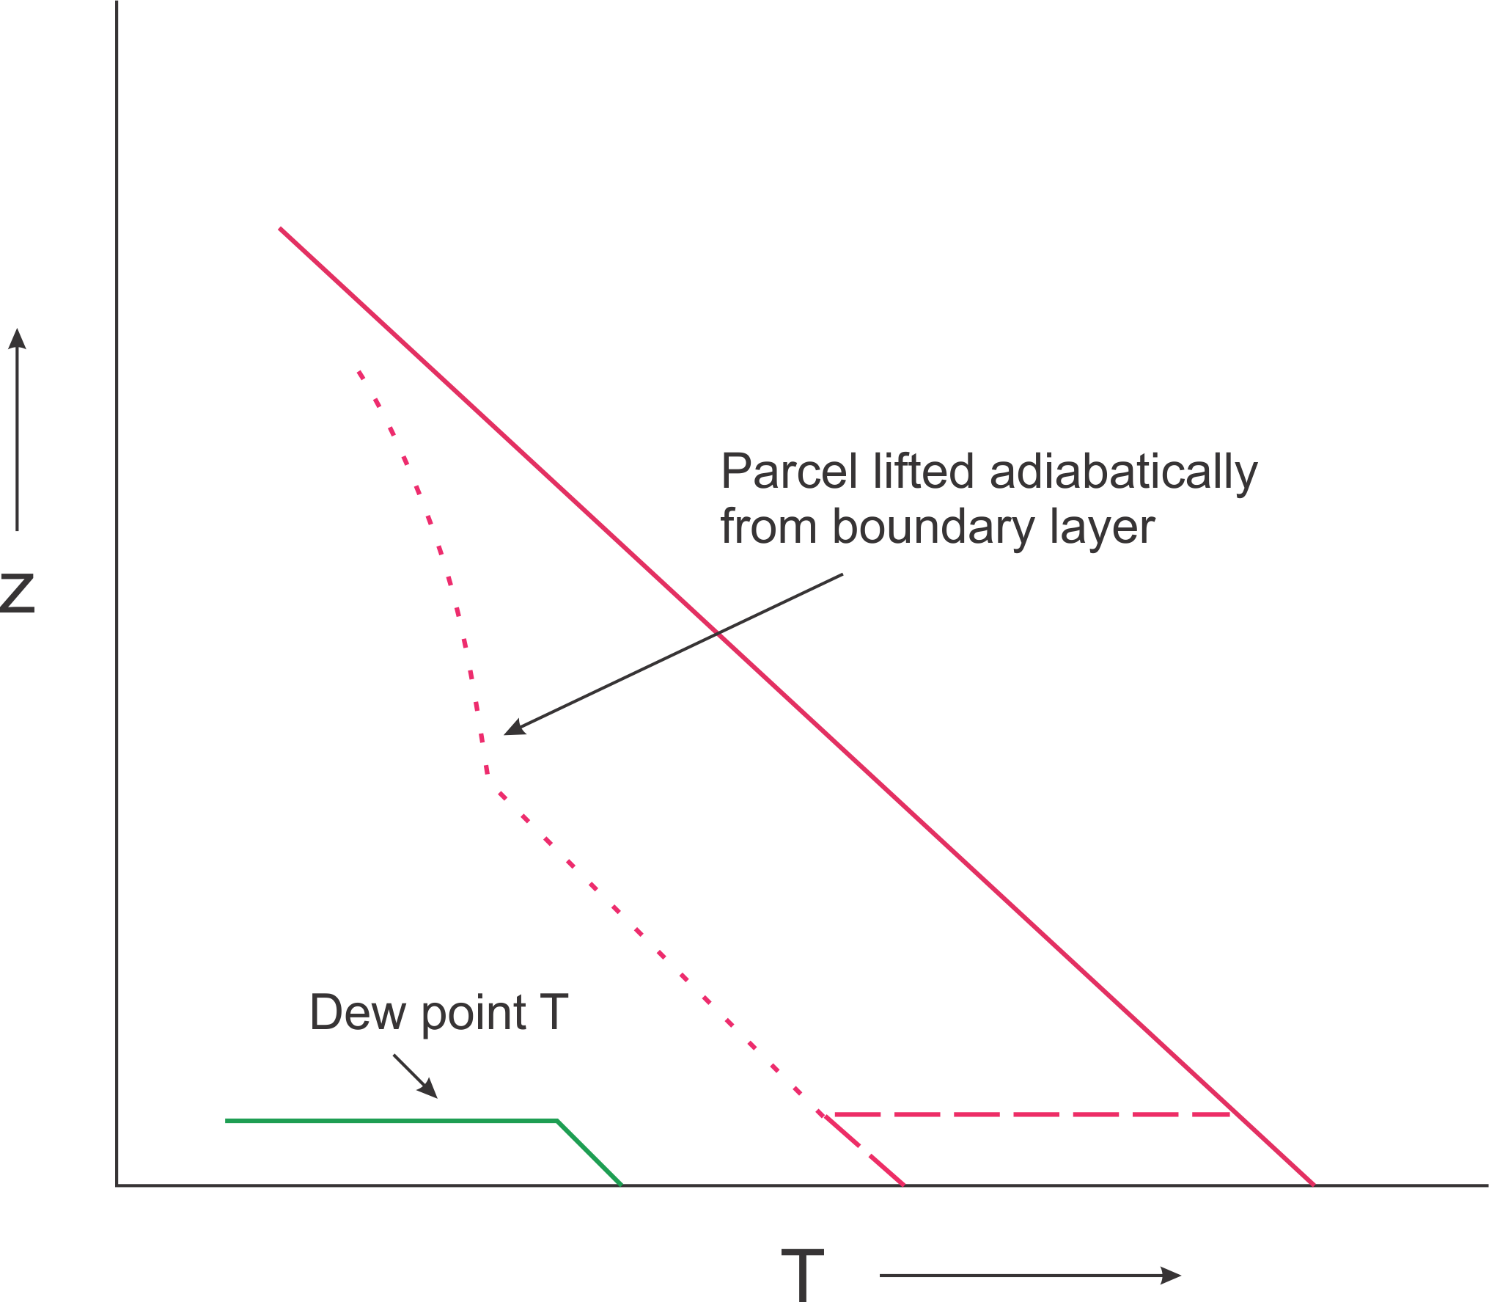 Parcel lifted adiabatically
from boundary layer
z
Dew point T
T